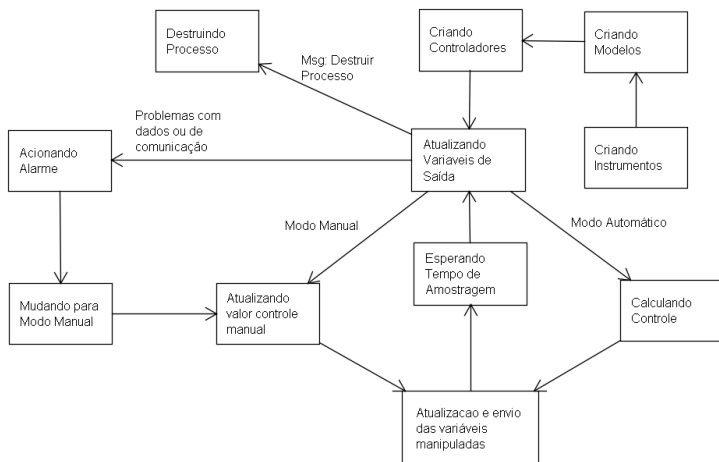 Destruindo
Processo
Criando
Controladores
Criando
Modelos
Msg: Destruir
Processo
Problemas com
dados ou de
comunicação
Acionando
Alarme
Atualizando
Variaveis de
Saída
Criando
Instrumentos
Modo Manual
Modo Automático
Esperando
Tempo de
Amostragem
Mudando para
Modo Manual
Atualizando
valor controle
manual
Calculando
Controle
Atualizacao e envio
das variáveis
manipuladas